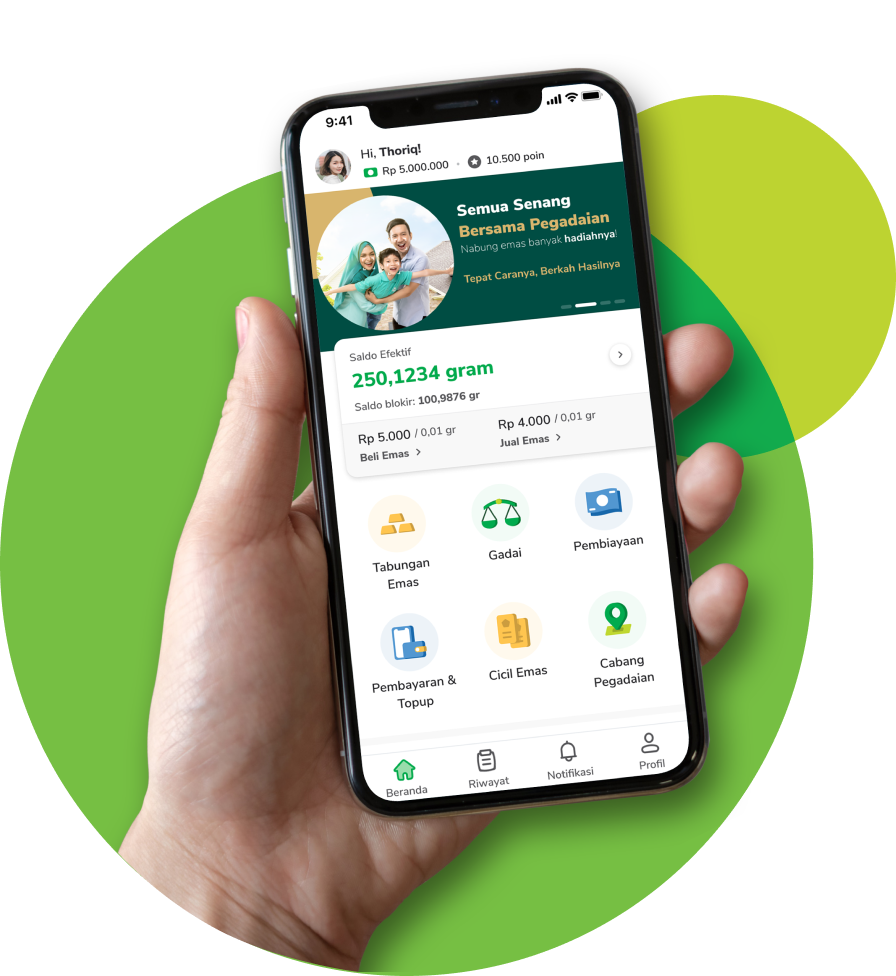 9:41
Hi, Thoriq!
Rp 5.000.000 • 10.500 poin
Semua Senang
Bersama Pegadaian
Nabung emas banyak hadiahnya!
Tepat Caranya, Berkah Hasilnya
Saldo Efektif
250,1234 gram
Saldo blokir: 100,9876 gr
Rp 5.000 / 0,01 gr
Beli Emas >
Rp 4.000 / 0,01 gr
Jual Emas >
Tabungan
Emas
Gadai
Pembiayaan
Pembayaran &
Topup
Cicil Emas
Cabang
Pegadaian
Beranda
Riwayat
Notifikasi
Profil